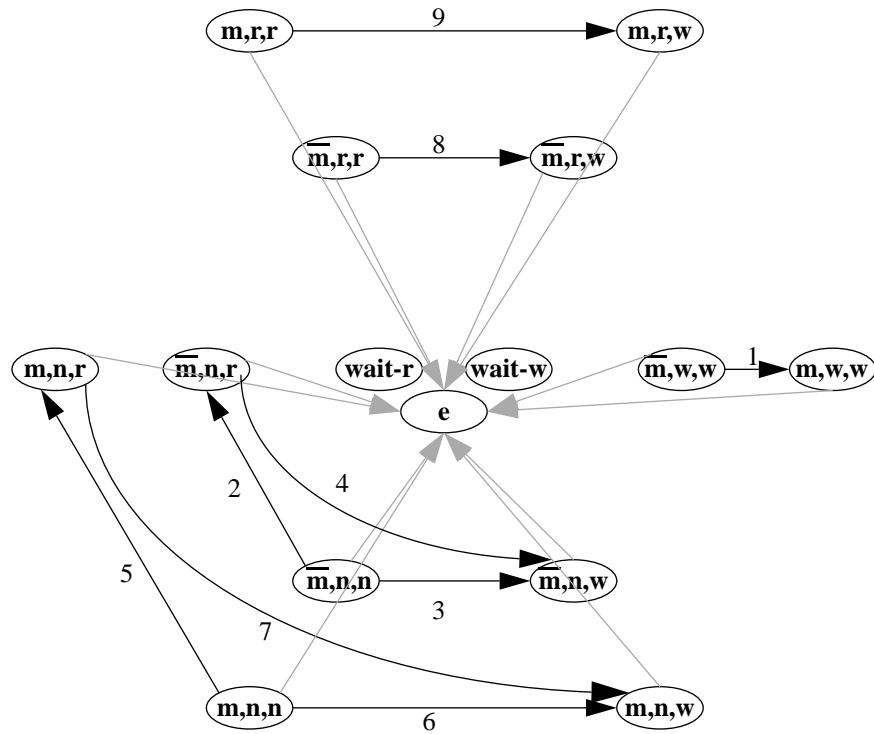 9
m,r,r
m,r,w
8
m̅,r,r
m̅,r,w
1
m,n,r
m̅,n,r
wait-r
wait-w
m̅,w,w
m,w,w
e
2
4
5
m̅,n,n
m̅,n,w
3
7
m,n,n
m,n,w
6